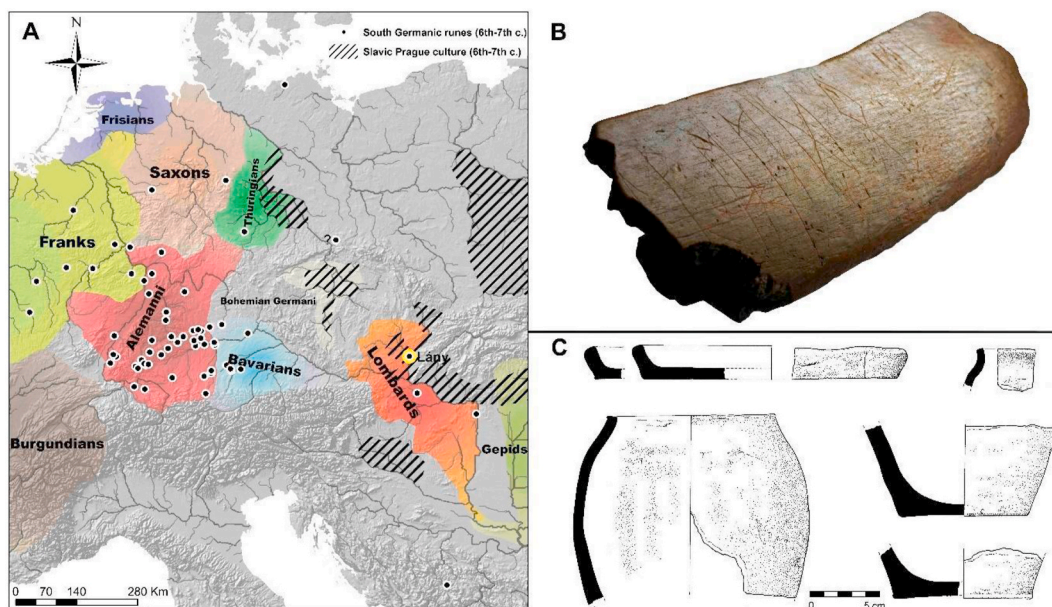 A
N
South Germanic runes (6th-7th c.)
Slavic Prague culture (6th-7th c.)
Frisians
Saxons
Thuringians
Franks
?
Bohemian Germani
Alemanni
Lány
Bavarians
Lombards
Burgundians
Gepids
0 70 140 280 Km
B
C
0 5 cm